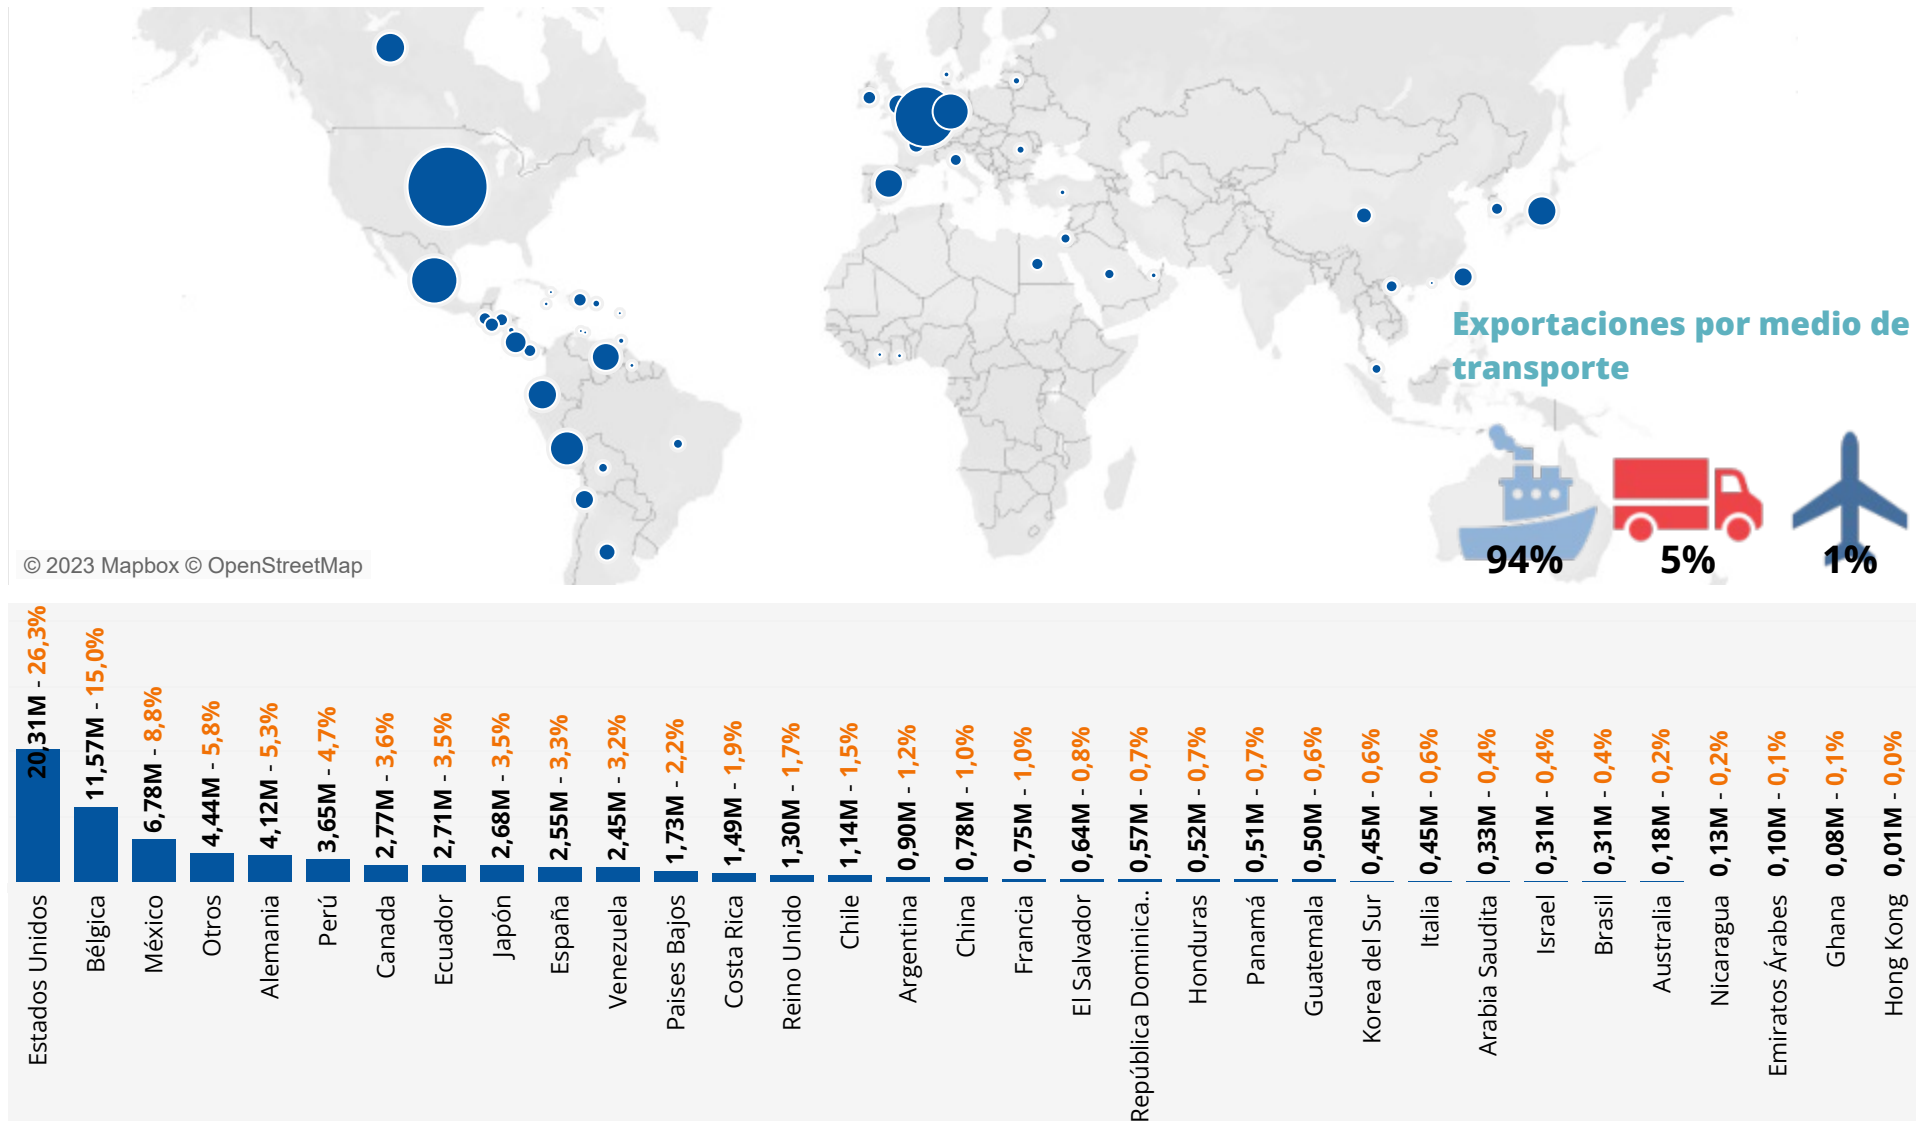 Exportaciones por medio de
transporte
94%
5%
1%
© 2023 Mapbox © OpenStreetMap
20,31M - 26,3%
11,57M - 15,0%
6,78M - 8,8%
4,44M - 5,8%
4,12M - 5,3%
3,65M - 4,7%
2,77M - 3,6%
2,71M - 3,5%
2,68M - 3,5%
2,55M - 3,3%
2,45M - 3,2%
1,73M - 2,2%
1,49M - 1,9%
1,30M - 1,7%
1,14M - 1,5%
0,90M - 1,2%
0,78M - 1,0%
0,75M - 1,0%
0,64M - 0,8%
0,57M - 0,7%
0,52M - 0,7%
0,51M - 0,7%
0,50M - 0,6%
0,45M - 0,6%
0,45M - 0,6%
0,33M - 0,4%
0,31M - 0,4%
0,31M - 0,4%
0,18M - 0,2%
0,13M - 0,2%
0,10M - 0,1%
0,08M - 0,1%
0,01M - 0,0%
Estados Unidos
Bélgica
México
Otros
Alemania
Perú
Canada
Ecuador
Japón
España
Venezuela
Paises Bajos
Costa Rica
Reino Unido
Chile
Argentina
China
Francia
El Salvador
República Dominica..
Honduras
Panamá
Guatemala
Korea del Sur
Italia
Arabia Saudita
Israel
Brasil
Australia
Nicaragua
Emiratos Árabes
Ghana
Hong Kong